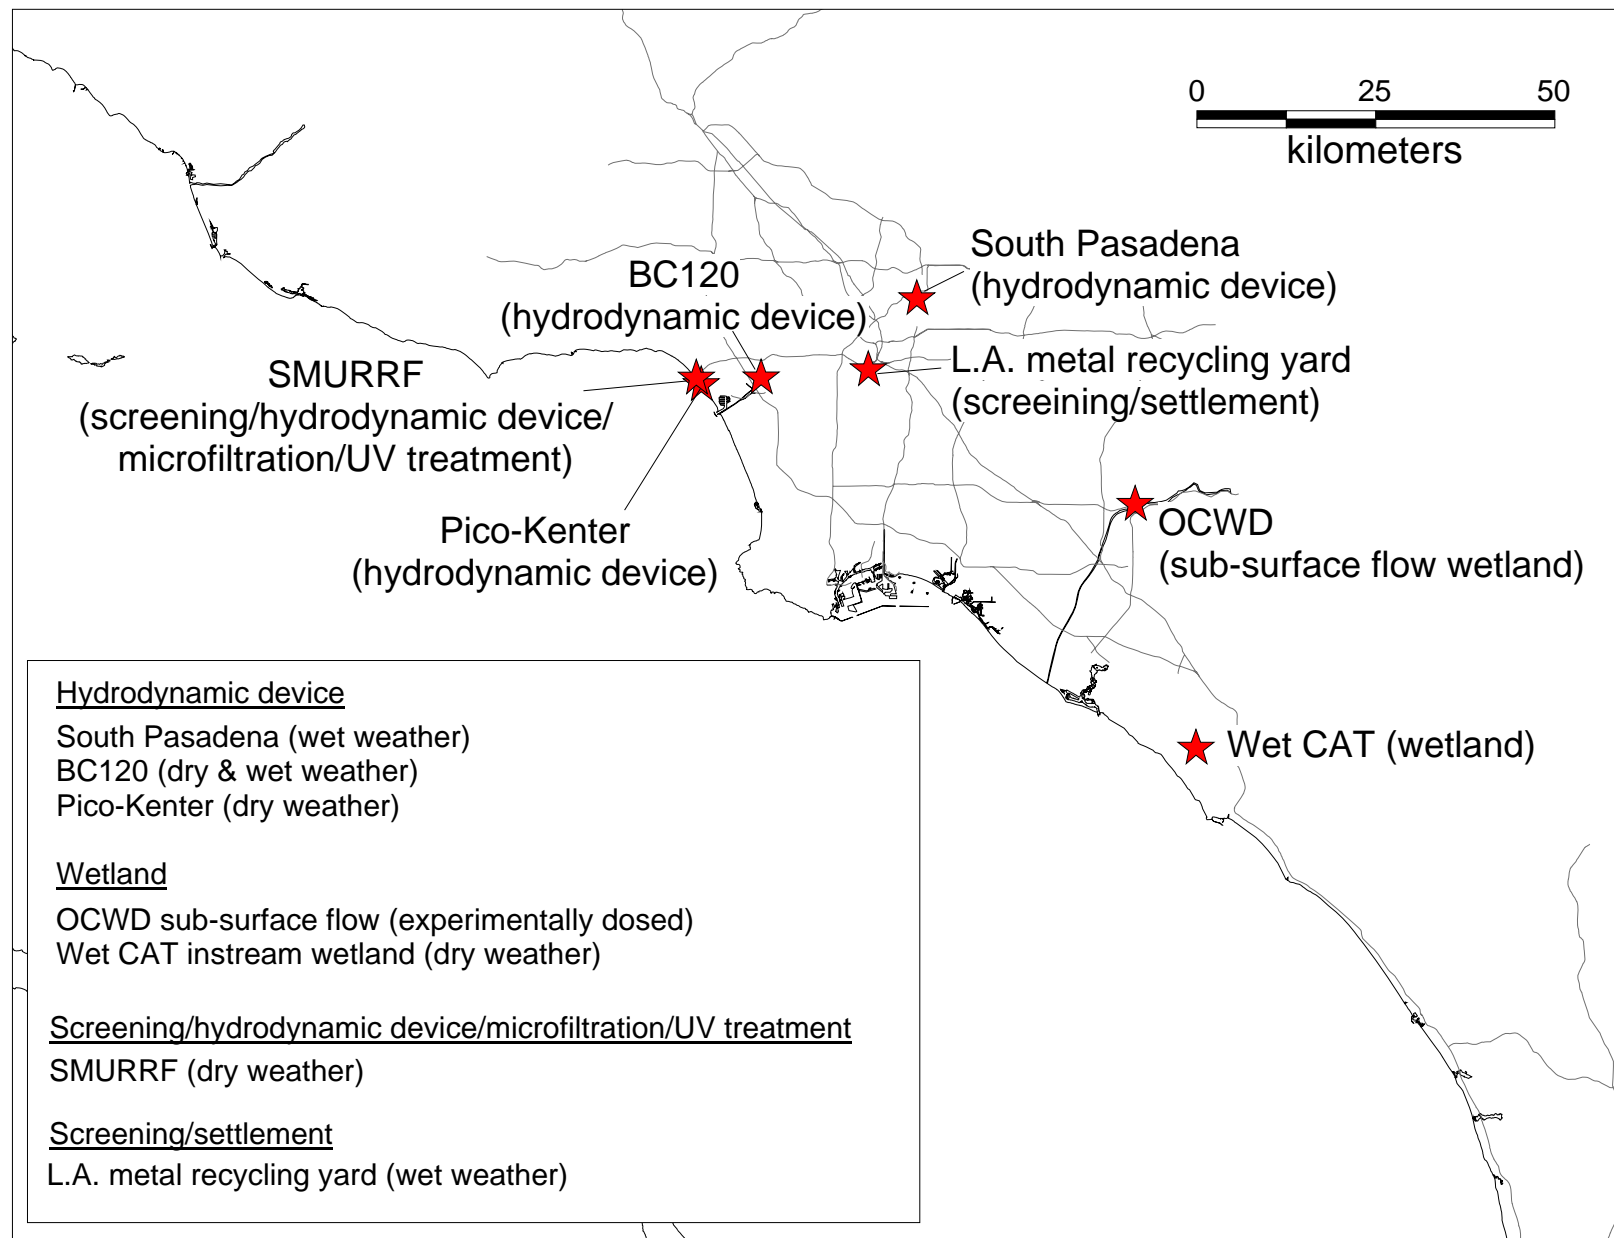 0 25 50
kilometers
South Pasadena
(hydrodynamic device)
BC120
(hydrodynamic device)
L.A. metal recycling yard
(screeining/settlement)
SMURRF
(screening/hydrodynamic device/
microfiltration/UV treatment)
Pico-Kenter
(hydrodynamic device)
OCWD
(sub-surface flow wetland)
Wet CAT (wetland)
Hydrodynamic device
South Pasadena (wet weather)
BC120 (dry & wet weather)
Pico-Kenter (dry weather)
Wetland
OCWD sub-surface flow (experimentally dosed)
Wet CAT instream wetland (dry weather)
Screening/hydrodynamic device/microfiltration/UV treatment
SMURRF (dry weather)
Screening/settlement
L.A. metal recycling yard (wet weather)